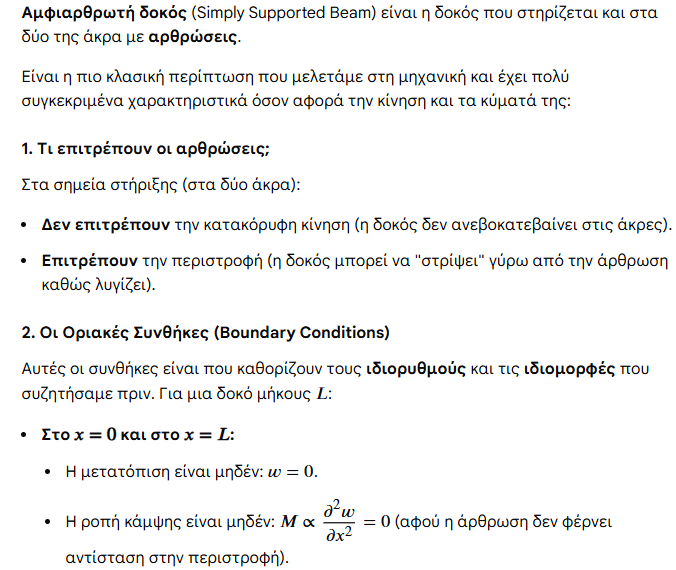 Αμφιαρθρωτή δοκός (Simply Supported Beam) είναι η δοκός που στηρίζεται και στα
δύο της άκρα με αρθρώσεις.
Είναι η πιο κλασική περίπτωση που μελετάμε στη μηχανική και έχει πολύ
συγκεκριμένα χαρακτηριστικά όσον αφορά την κίνηση και τα κύματά της:
1. Τι επιτρέπουν οι αρθρώσεις;
Στα σημεία στήριξης (στα δύο άκρα):
• Δεν επιτρέπουν την κατακόρυφη κίνηση (η δοκός δεν ανεβοκατεβαίνει στις άκρες).
• Επιτρέπουν την περιστροφή (η δοκός μπορεί να "στρίψει" γύρω από την άρθρωση
καθώς λυγίζει).
2. Οι Οριακές Συνθήκες (Boundary Conditions)
Αυτές οι συνθήκες είναι που καθορίζουν τους ιδιορυθμούς και τις ιδιομορφές που
συζητήσαμε πριν. Για μια δοκό μήκους L:
• Στο x = 0 και στο x = L:
• Η μετατόπιση είναι μηδέν: w = 0.
• Η ροπή κάμψης είναι μηδέν: M ∝ ∂²w/∂x² = 0 (αφού η άρθρωση δεν φέρνει
αντίσταση στην περιστροφή).